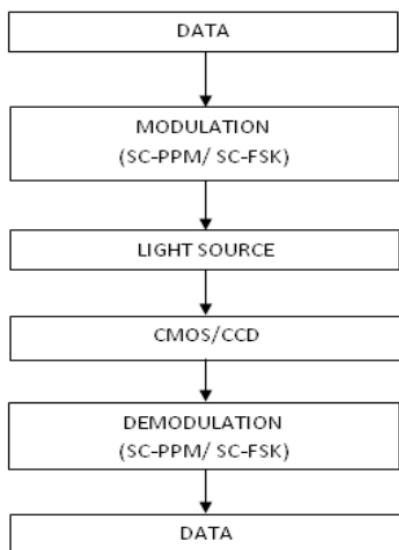 DATA
MODULATION
(SC-PPM/ SC-FSK)
LIGHT SOURCE
CMOS/CCD
DEMODULATION
(SC-PPM/ SC-FSK)
DATA